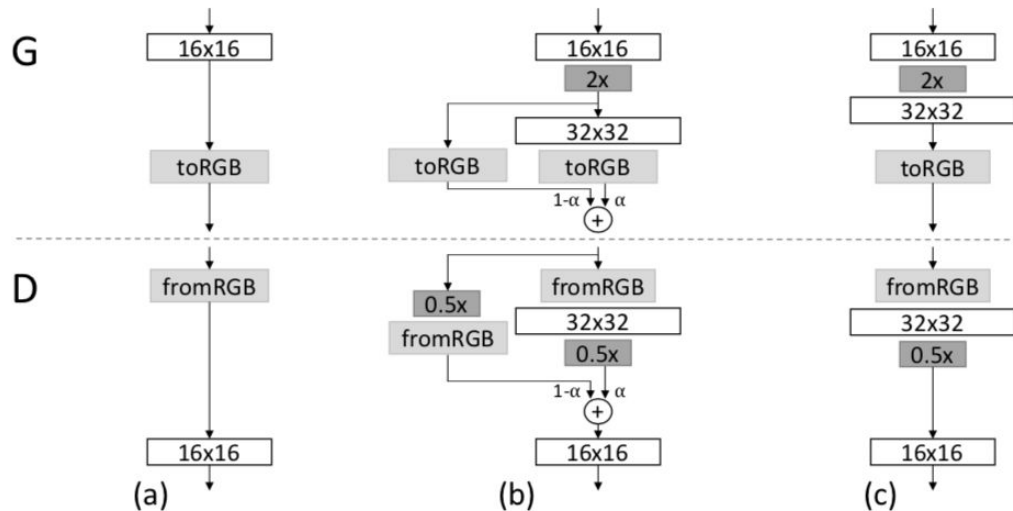 G
16x16
toRGB
16x16
2x
32x32
toRGB
toRGB
1-α
α
+
16x16
2x
32x32
toRGB
D
fromRGB
16x16
0.5x
fromRGB
fromRGB
32x32
0.5x
1-α
α
+
16x16
fromRGB
32x32
0.5x
16x16
(a)
(b)
(c)